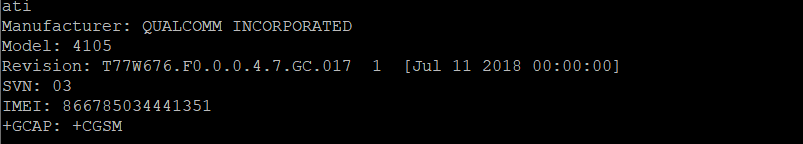 ati
Manufacturer: QUALCOMM INCORPORATED
Model: 4105
Revision: T77W676.F0.0.0.4.7.GC.017  1  [Jul 11 2018 00:00:00]
SVN: 03
IMEI: 866785034441351
+GCAP: +CGSM